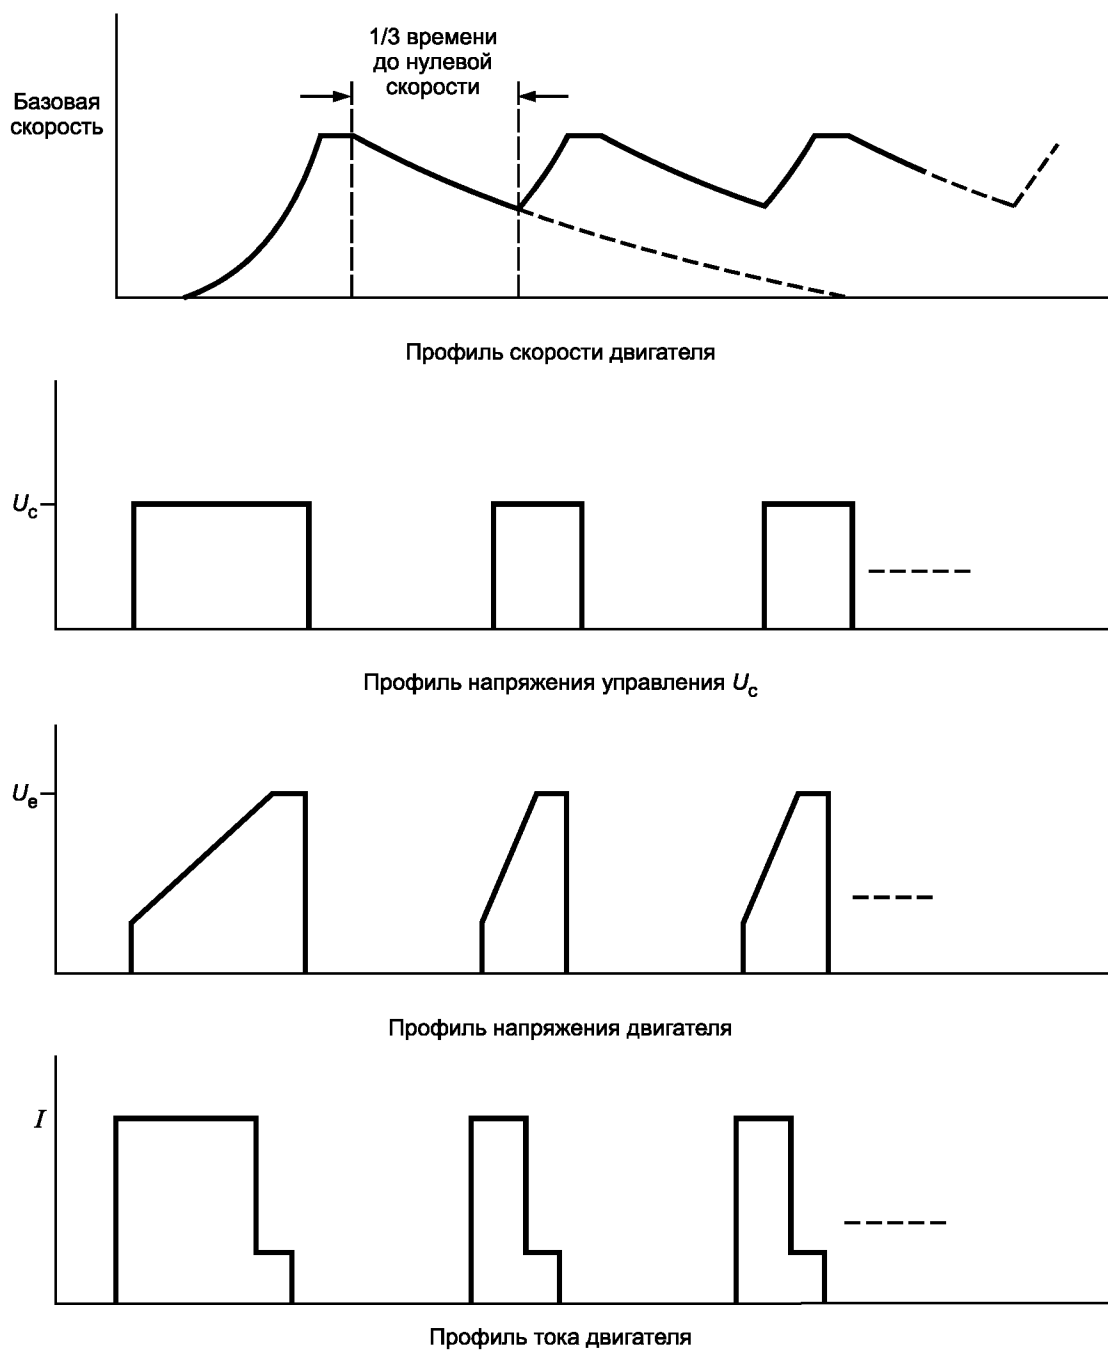 1/3 времени
до нулевой
скорости
Базовая
скорость
Профиль скорости двигателя
Uc
Профиль напряжения управления Uc
Ue
Профиль напряжения двигателя
I
Профиль тока двигателя